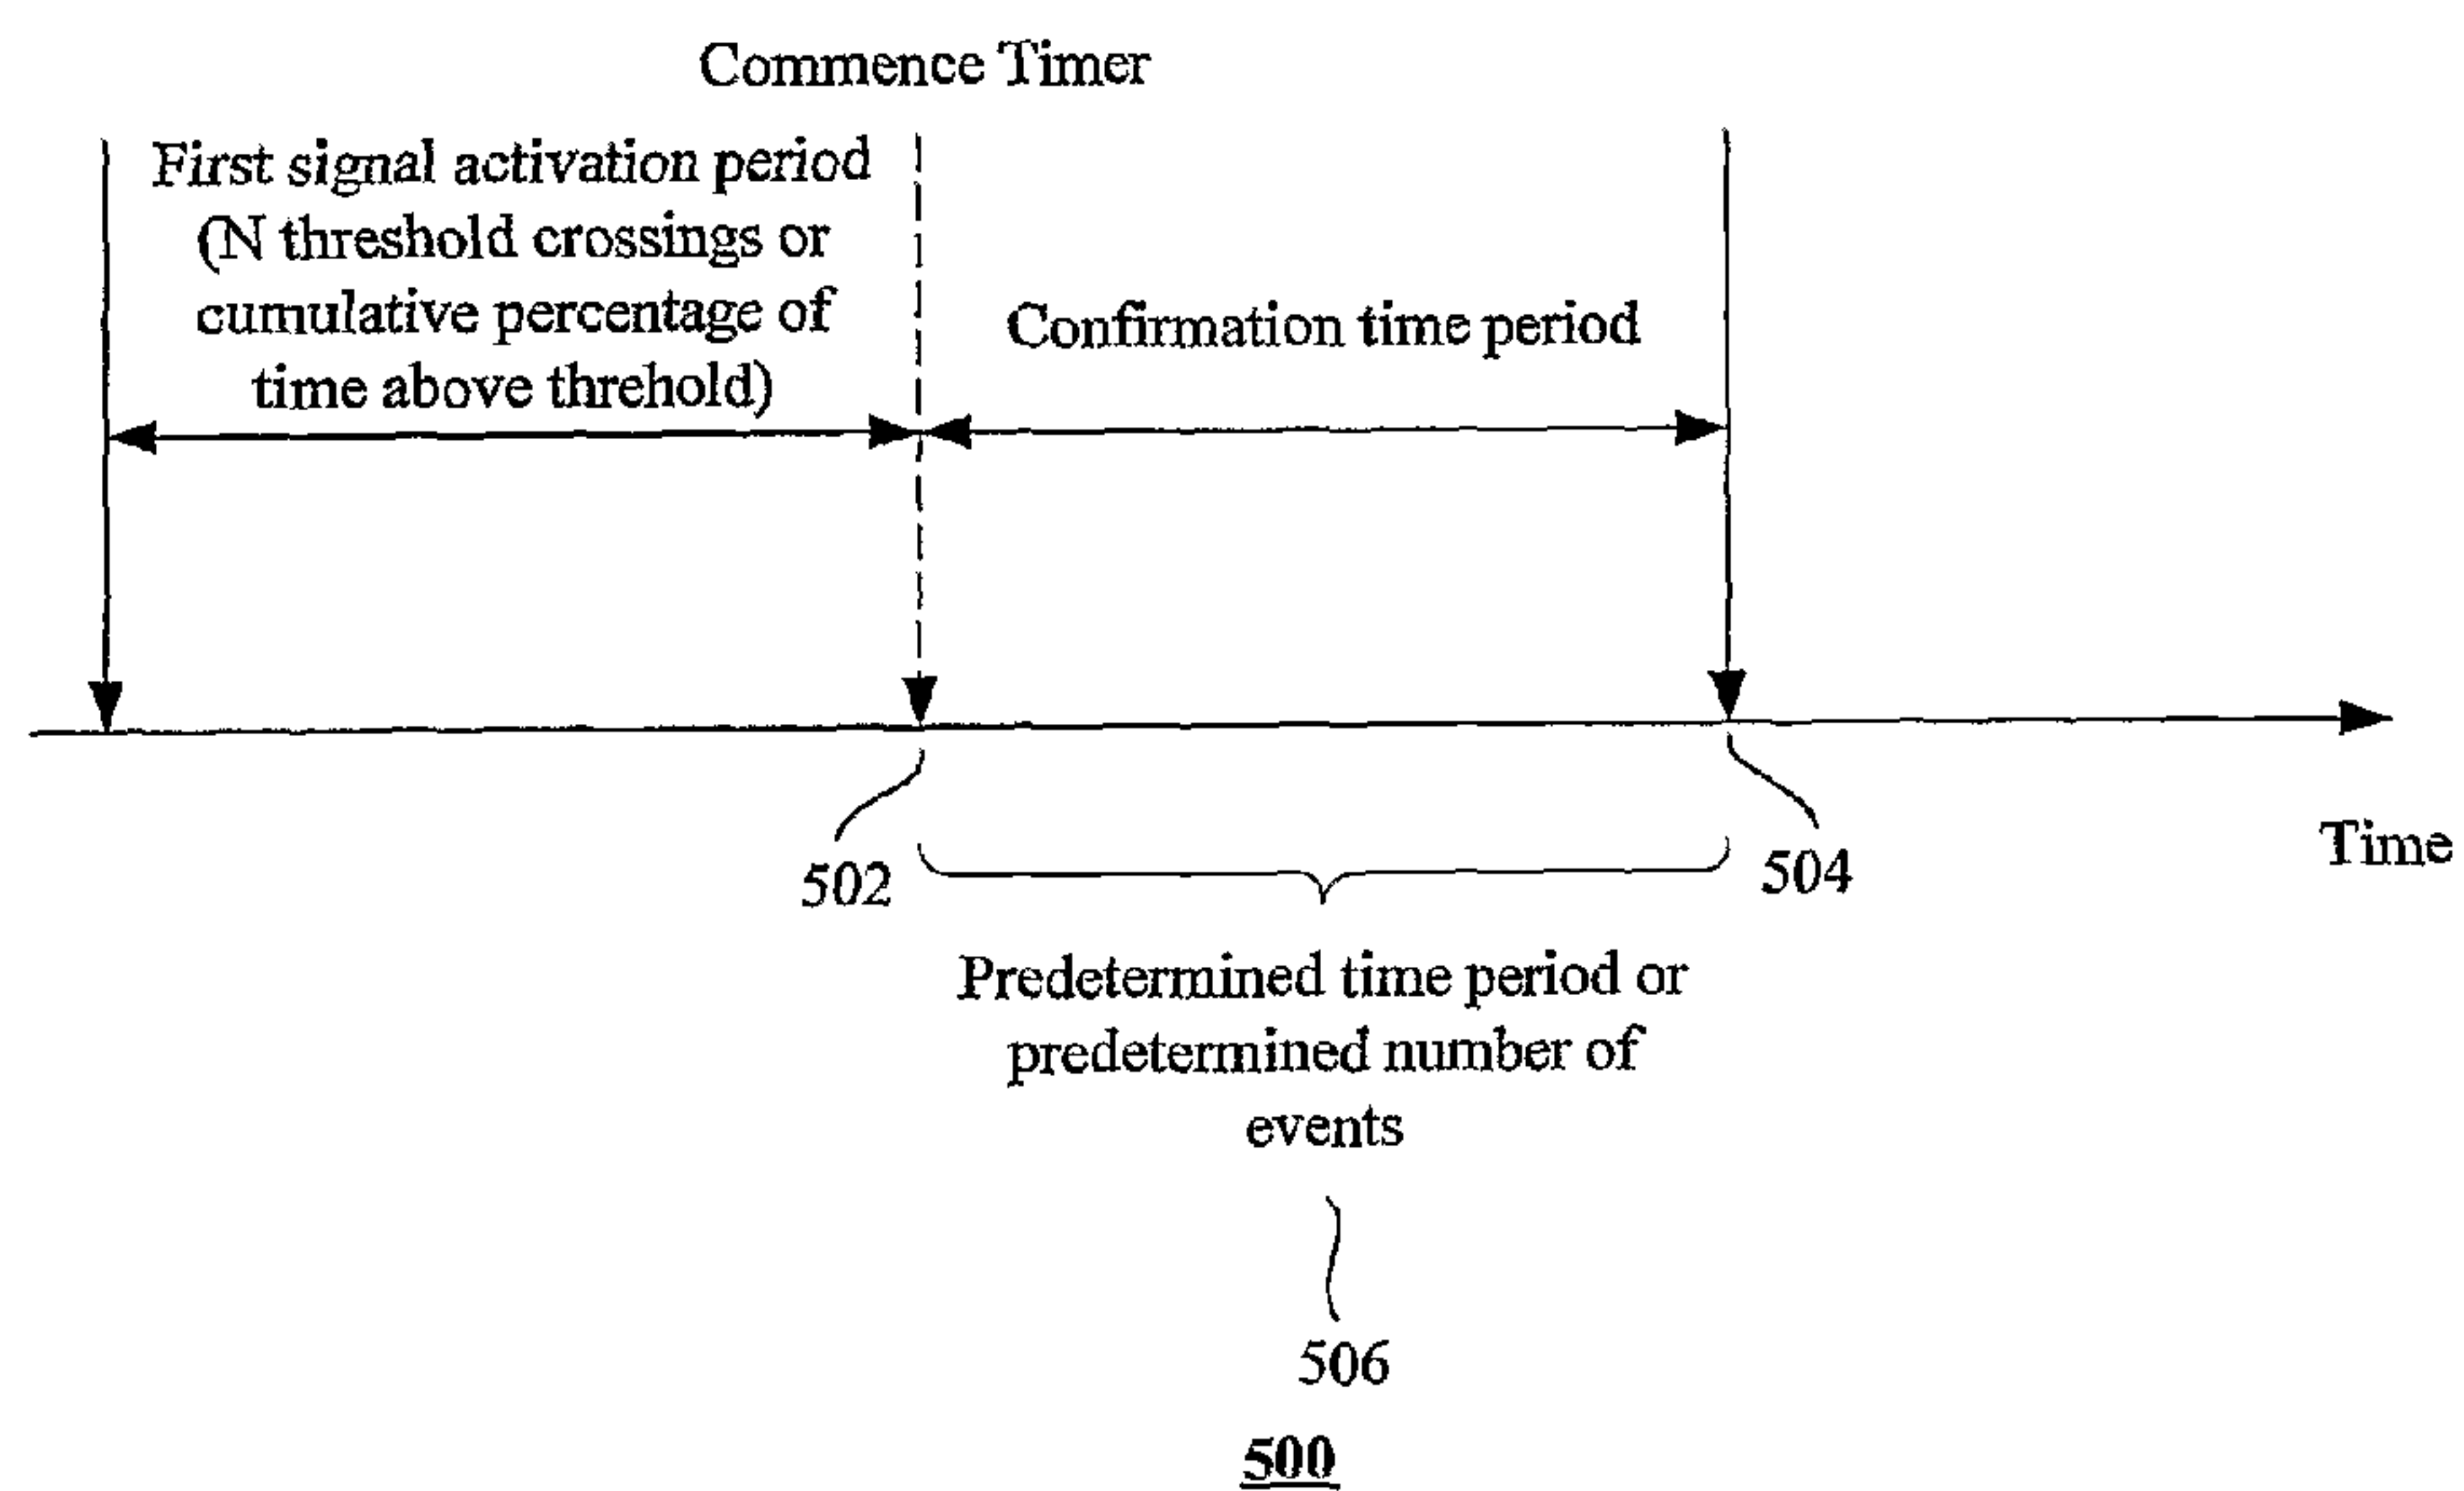 Commence Timer
First signal activation period
(N threshold crossings or
cumulative percentage of
time above threhold)
Confirmation time period
502
504
Time
Predetermined time period or
predetermined number of
events
506
500